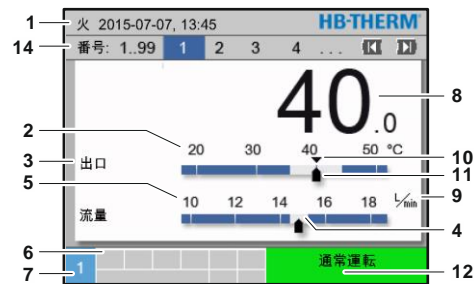 1 火 2015-07-07, 13:45 HB-THERM
14 番号: 1..99 1 2 3 4 ...
40.0 8
2 20 30 40 50 °C 10
3 出口 11
5 10 12 14 16 18 L/min 9
流量 4
6 通常運転
7 1 12